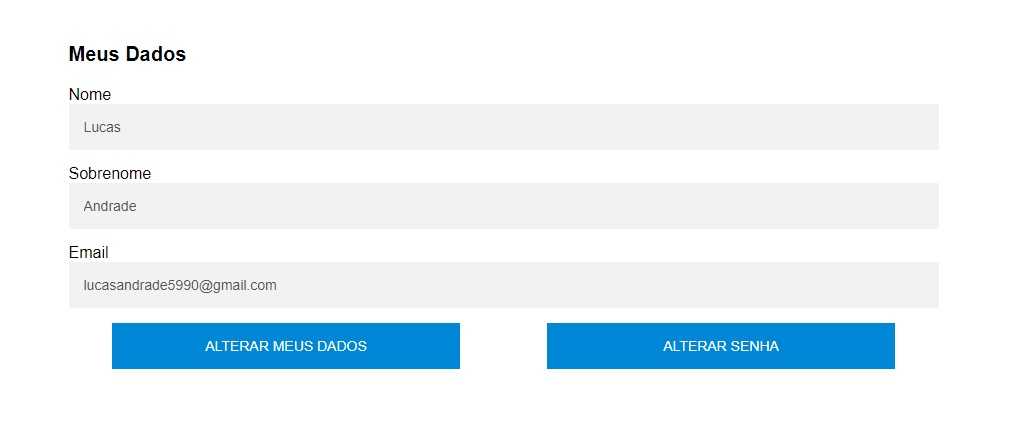 Meus Dados
Nome
Lucas
Sobrenome
Andrade
Email
lucasandrade5990@gmail.com
ALTERAR MEUS DADOS
ALTERAR SENHA